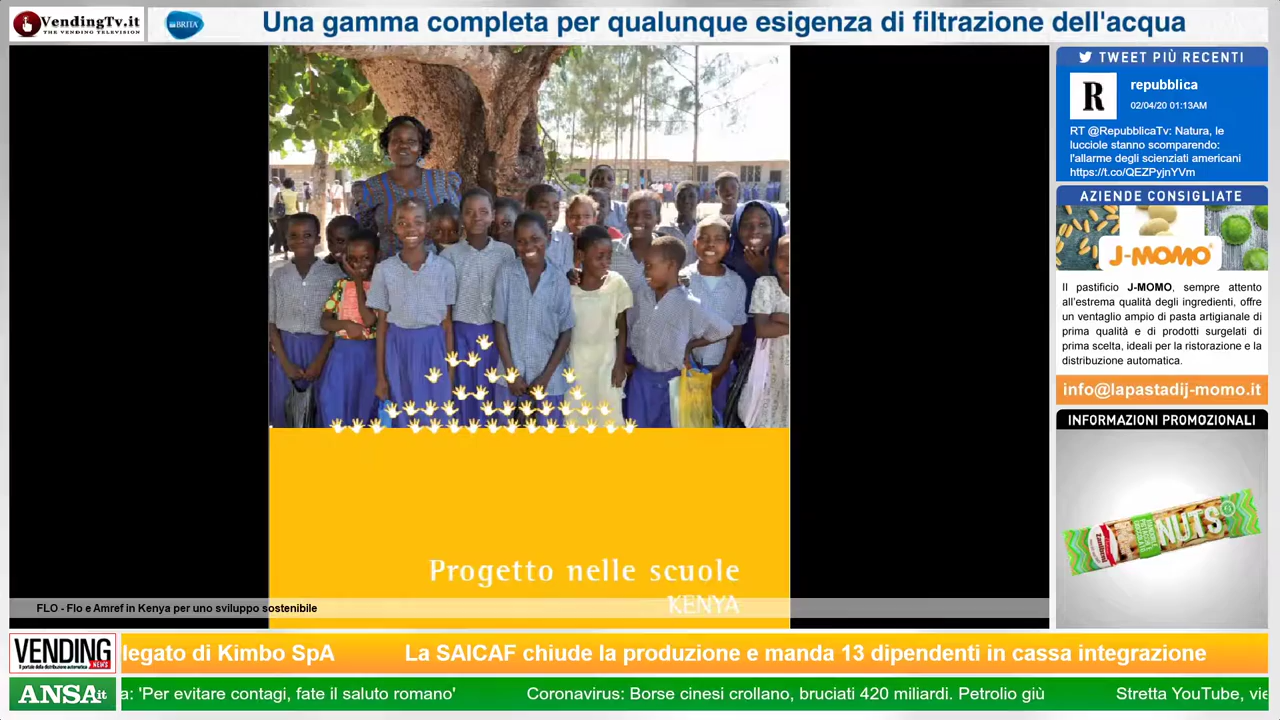 VendingTv.it
THE VENDING TELEVISION
BRITA
Una gamma completa per qualunque esigenza di filtrazione dell'acqua
TWEET PIÙ RECENTI
R
repubblica
02/04/20 01:13AM
RT @RepubblicaTv: Natura, le
lucciole stanno scomparendo:
l'allarme degli scienziati americani
https://t.co/QEZPyjnYVm
AZIENDE CONSIGLIATE
J-MOMO®
Il pastificio J-MOMO, sempre attento
all'estrema qualità degli ingredienti, offre
un ventaglio ampio di pasta artigianale di
prima qualità e di prodotti surgelati di
prima scelta, ideali per la ristorazione e la
distribuzione automatica.
info@lapastadij-momo.it
INFORMAZIONI PROMOZIONALI
NUTS
Progetto nelle scuole
KENYA
FLO - Flo e Amref in Kenya per uno sviluppo sostenibile
VENDING
NEWS
Il portale della distribuzione automatica
legato di Kimbo SpA La SAICAF chiude la produzione e manda 13 dipendenti in cassa integrazione
ANSA.it
a: 'Per evitare contagi, fate il saluto romano' Coronavirus: Borse cinesi crollano, bruciati 420 miliardi. Petrolio giù Stretta YouTube, vie